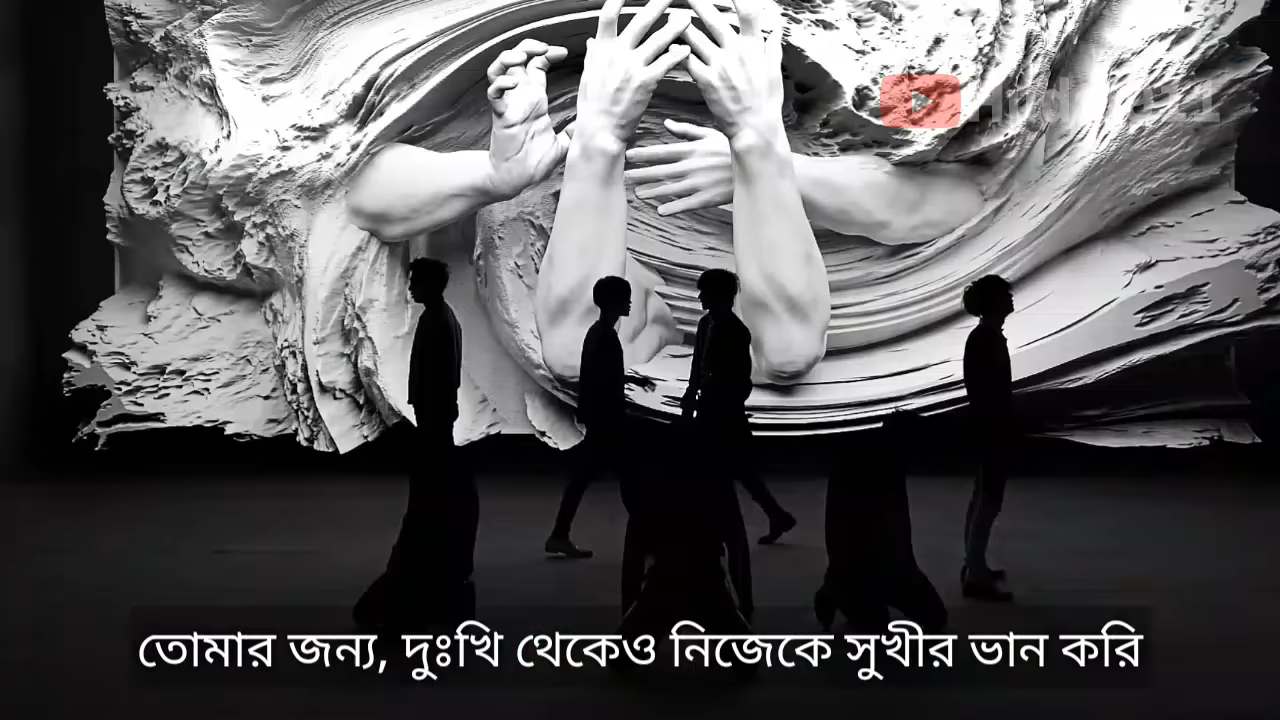 তোমার জন্য, দুঃখি থেকেও নিজেকে সুখীর ভান করি